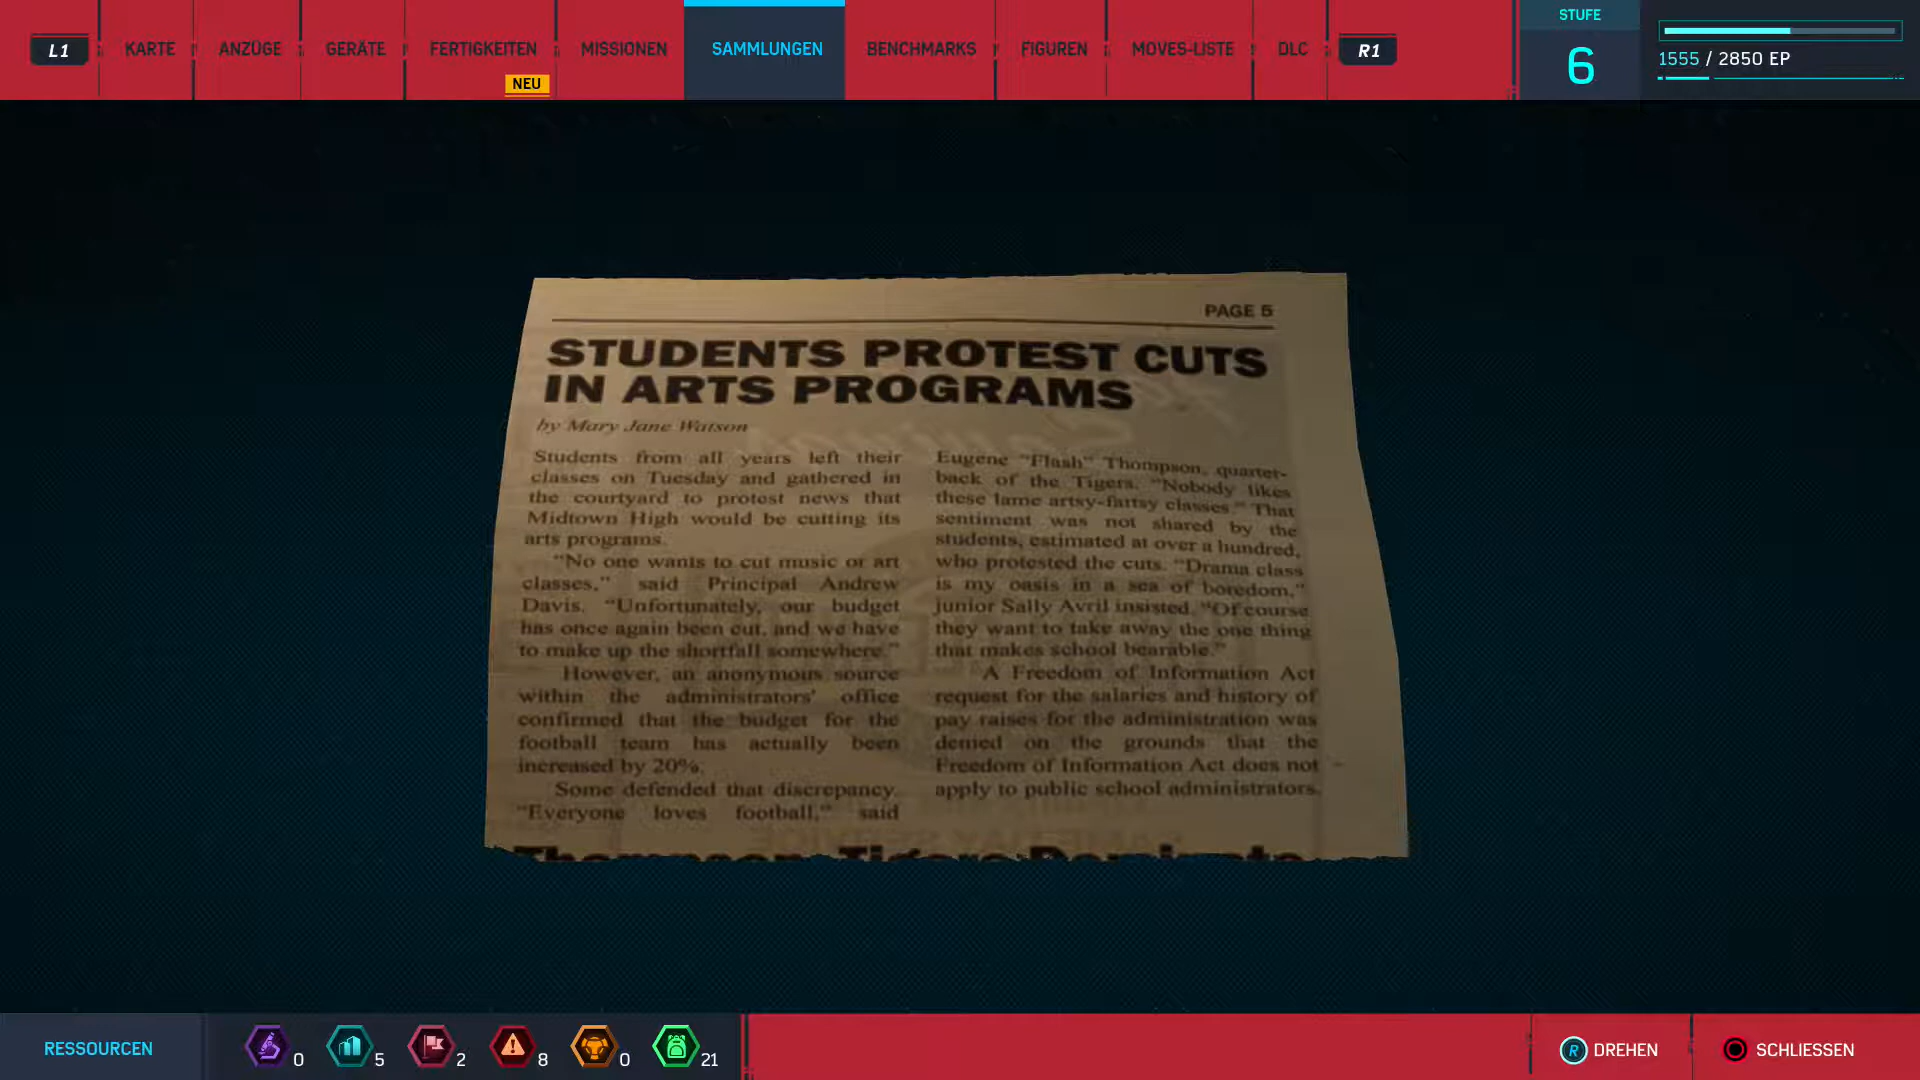 L1
KARTE
ANZÜGE
GERÄTE
FERTIGKEITEN
NEU
MISSIONEN
SAMMLUNGEN
BENCHMARKS
FIGUREN
MOVES-LISTE
DLC
R1
STUFE
6
1555 / 2850 EP
PAGE 5
STUDENTS PROTEST CUTS
IN ARTS PROGRAMS
by Mary Jane Watson
Students from all years left their
classes on Tuesday and gathered in
the courtyard to protest news that
Midtown High would be cutting its
arts programs.
"No one wants to cut music or art
classes," said Principal Andrew
Davis. "Unfortunately, our budget
has once again been cut, and we have
to make up the shortfall somewhere."
However, an anonymous source
within the administrators' office
confirmed that the budget for the
football team has actually been
increased by 20%.
Some defended that discrepancy.
"Everyone loves football," said
Eugene "Flash" Thompson, quarter-
back of the Tigers. "Nobody likes
these lame artsy-fartsy classes." That
sentiment was not shared by the
students, estimated at over a hundred,
who protested the cuts. "Drama class
is my oasis in a sea of boredom,"
junior Sally Avril insisted. "Of course
they want to take away the one thing
that makes school bearable."
A Freedom of Information Act
request for the salaries and history of
pay raises for the administration was
denied on the grounds that the
Freedom of Information Act does not
apply to public school administrators.
Thompson, Tigers Dominate
RESSOURCEN
0
5
2
8
0
21
R DREHEN
SCHLIESSEN